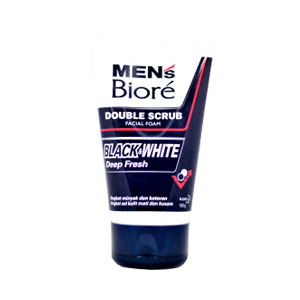 MEN's
Bioré
DOUBLE SCRUB
FACIAL FOAM
BLACK&WHITE
Deep Fresh
Angkat minyak dan kotoran
Angkat sel kulit mati dan kusam